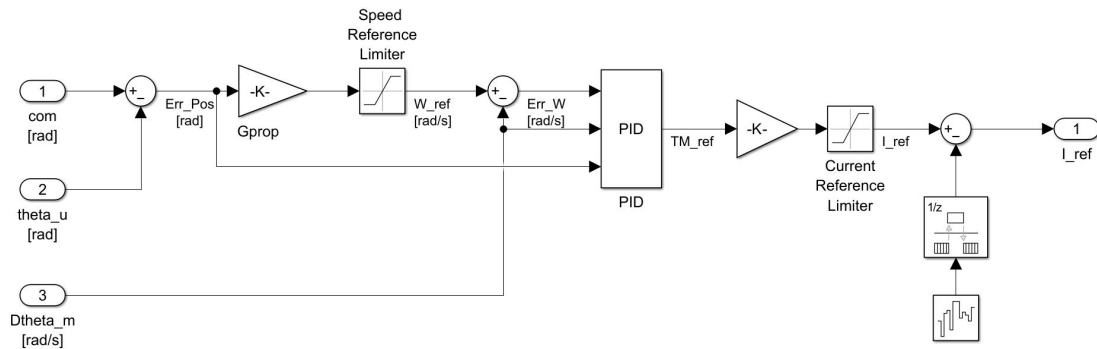 Speed
Reference
Limiter
1
com
[rad]
+
−
Err_Pos
[rad]
-K-
Gprop
W_ref
[rad/s]
+
−
Err_W
[rad/s]
PID
PID
TM_ref
-K-
I_ref
Current
Reference
Limiter
+
−
1
I_ref
2
theta_u
[rad]
1/z
3
Dtheta_m
[rad/s]